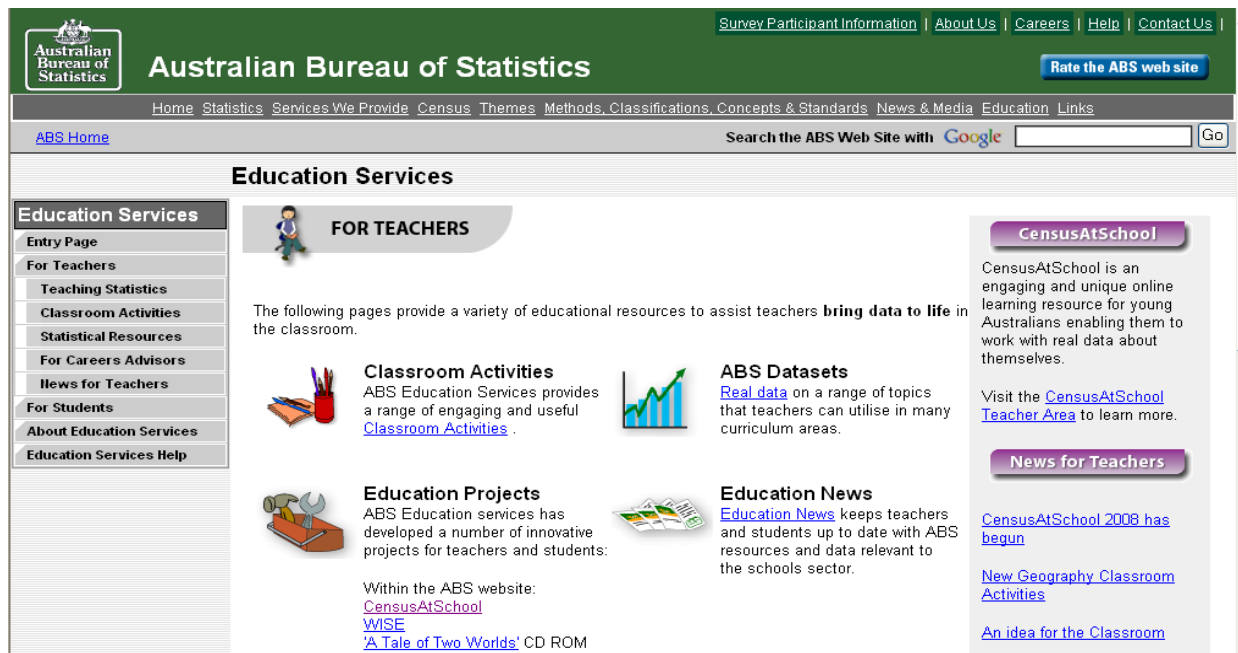 Survey Participant Information | About Us | Careers | Help | Contact Us |
Australian
Bureau of
Statistics
Australian Bureau of Statistics
Rate the ABS web site
Home Statistics Services We Provide Census Themes Methods, Classifications, Concepts & Standards News & Media Education Links
ABS Home
Search the ABS Web Site with Google
Go
Education Services
Education Services
Entry Page
For Teachers
Teaching Statistics
Classroom Activities
Statistical Resources
For Careers Advisors
News for Teachers
For Students
About Education Services
Education Services Help
FOR TEACHERS
The following pages provide a variety of educational resources to assist teachers bring data to life in
the classroom.
Classroom Activities
ABS Education Services provides
a range of engaging and useful
Classroom Activities .
ABS Datasets
Real data on a range of topics
that teachers can utilise in many
curriculum areas.
Education Projects
ABS Education services has
developed a number of innovative
projects for teachers and students:
Within the ABS website:
CensusAtSchool
WISE
'A Tale of Two Worlds' CD ROM
Education News
Education News keeps teachers
and students up to date with ABS
resources and data relevant to
the schools sector.
CensusAtSchool
CensusAtSchool is an
engaging and unique online
learning resource for young
Australians enabling them to
work with real data about
themselves.
Visit the CensusAtSchool
Teacher Area to learn more.
News for Teachers
CensusAtSchool 2008 has
begun
New Geography Classroom
Activities
An idea for the Classroom